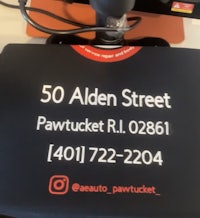 50 Alden Street
Pawtucket R.I. 02861
[401] 722-2204
@aeauto_pawtucket_